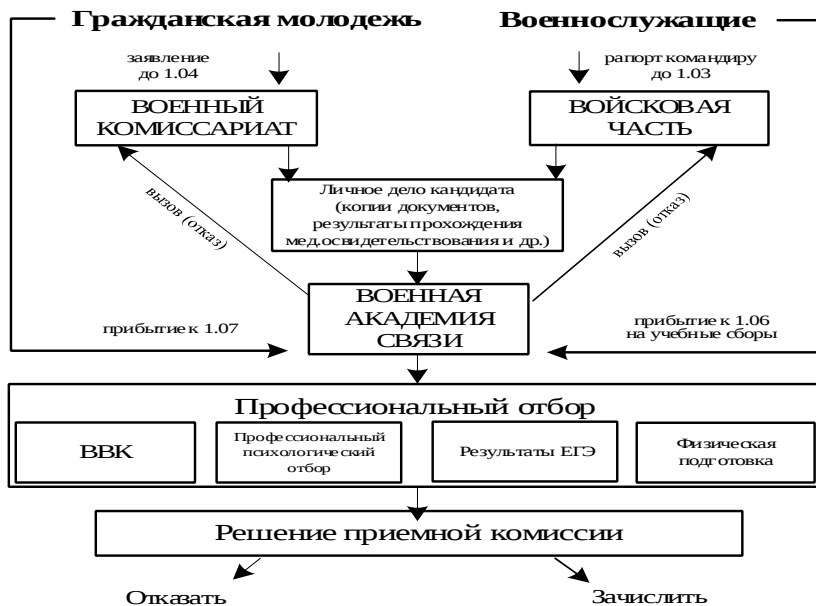 Гражданская молодежь
Военнослужащие
заявление
до 1.04
рапорт командиру
до 1.03
ВОЕННЫЙ
КОМИССАРИАТ
ВОЙСКОВАЯ
ЧАСТЬ
вызов (отказ)
Личное дело кандидата
(копии документов,
результаты прохождения
мед.освидетельствования и др.)
вызов (отказ)
ВОЕННАЯ
АКАДЕМИЯ
СВЯЗИ
прибытие к 1.07
прибытие к 1.06
на учебные сборы
Профессиональный отбор
ВВК
Профессиональный
психологический
отбор
Результаты ЕГЭ
Физическая
подготовка
Решение приемной комиссии
Отказать
Зачислить